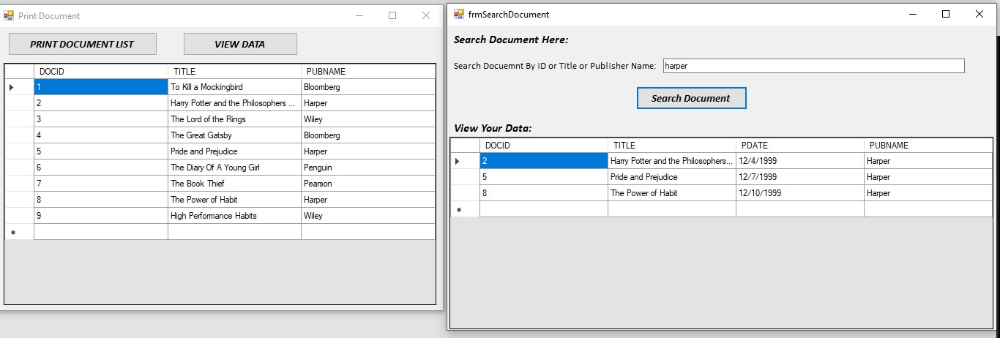 Print Document
PRINT DOCUMENT LIST VIEW DATA
DOCID TITLE PUBNAME
1 To Kill a Mockingbird Bloomberg
2 Harry Potter and the Philosophers ... Harper
3 The Lord of the Rings Wiley
4 The Great Gatsby Bloomberg
5 Pride and Prejudice Harper
6 The Diary Of A Young Girl Penguin
7 The Book Thief Pearson
8 The Power of Habit Harper
9 High Performance Habits Wiley
frmSearchDocument
Search Document Here:
Search Docuemnt By ID or Title or Publisher Name: harper
Search Document
View Your Data:
DOCID TITLE PDATE PUBNAME
2 Harry Potter and the Philosophers... 12/4/1999 Harper
5 Pride and Prejudice 12/7/1999 Harper
8 The Power of Habit 12/10/1999 Harper